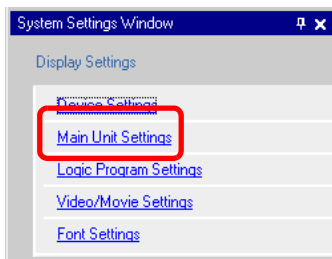 System Settings Window
Display Settings
Device Settings
Main Unit Settings
Logic Program Settings
Video/Movie Settings
Font Settings